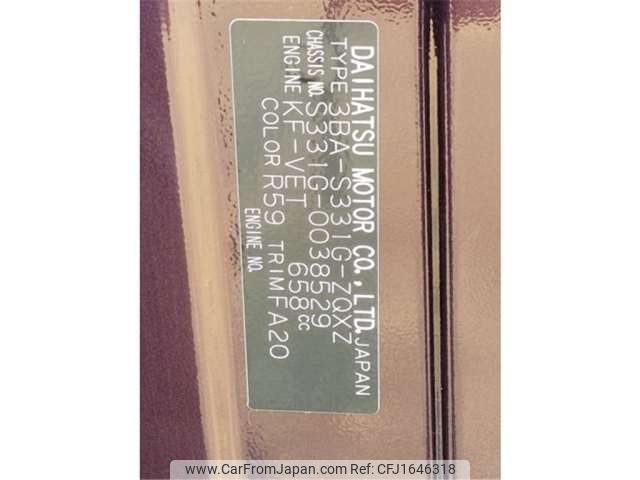 DAIHATSU MOTOR CO., LTD. JAPAN
TYPE 3BA-S331G-ZQXZ
CHASSIS NO. S331G-0038529
ENGINE KF-VET 658CC
COLOR R59 TRIM FA20
ENGINE NO.
www.CarFromJapan.com - CFJ1646318